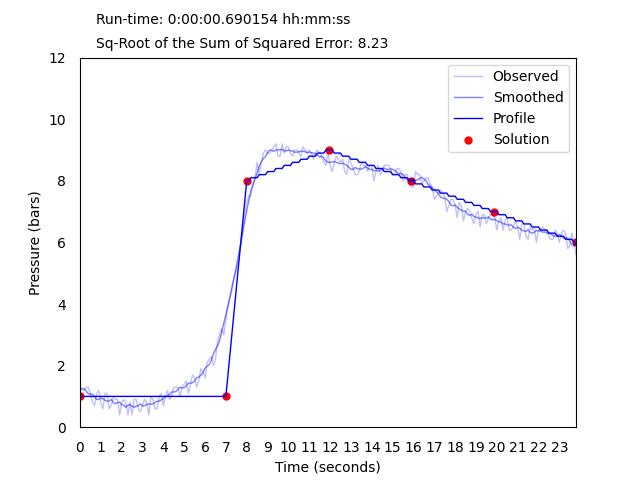 Run-time: 0:00:00.690154 hh:mm:ss
Sq-Root of the Sum of Squared Error: 8.23
12
10
8
6
4
2
0
Pressure (bars)
Observed
Smoothed
Profile
Solution
0 1 2 3 4 5 6 7 8 9 10 11 12 13 14 15 16 17 18 19 20 21 22 23
Time (seconds)